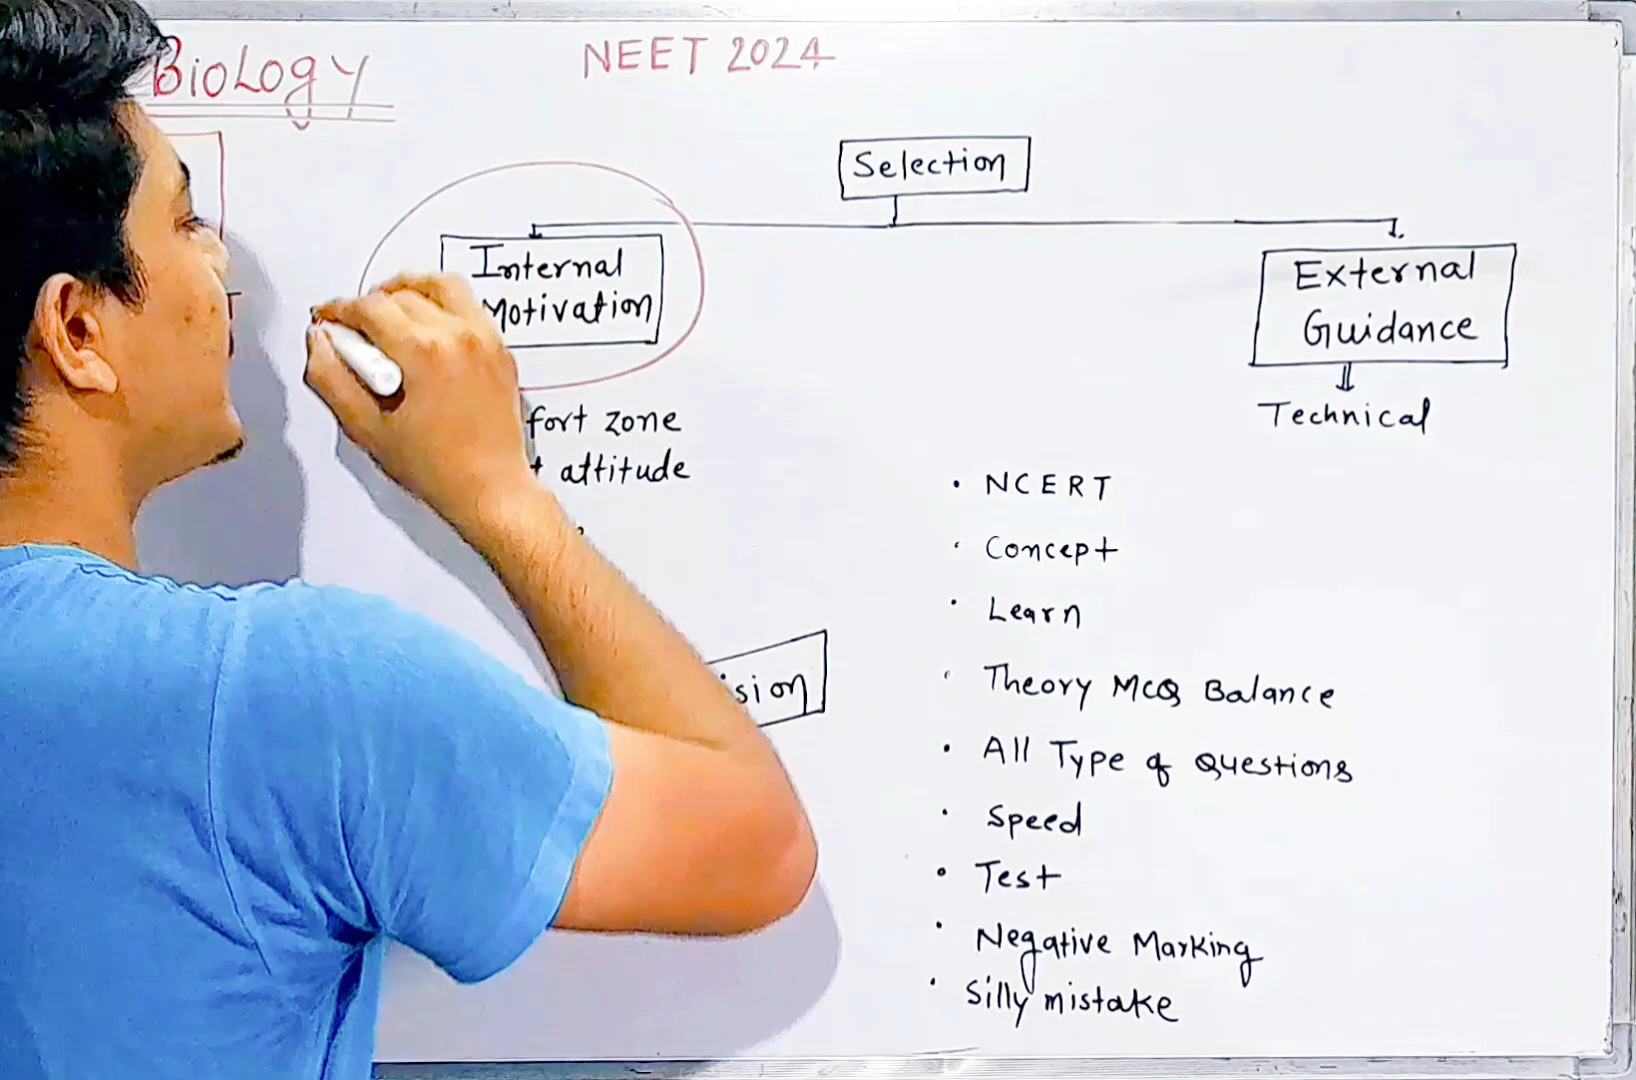 Biology
NEET 2024
Selection
Internal
Motivation
External
Guidance
Technical
fort zone
attitude
• NCERT
• Concept
• Learn
• Theory MCQ Balance
• All Type of Questions
• Speed
• Test
• Negative Marking
• Silly mistake